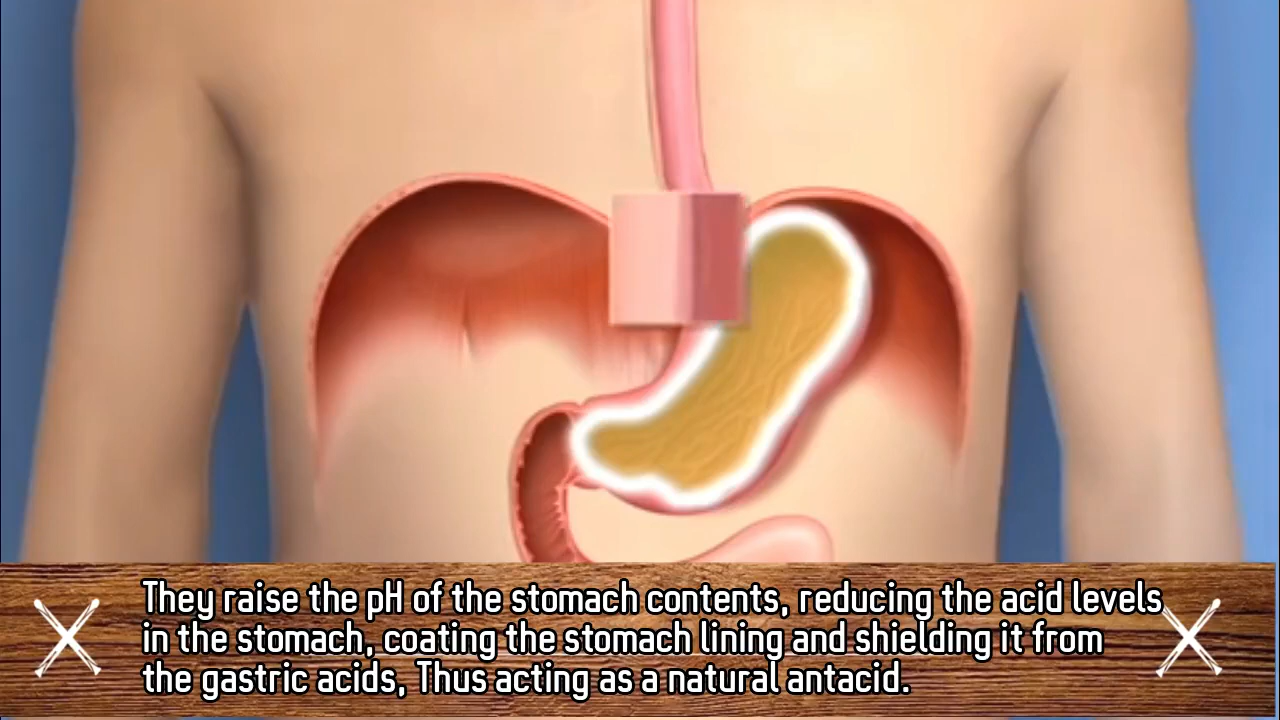 They raise the pH of the stomach contents, reducing the acid levels
in the stomach, coating the stomach lining and shielding it from
the gastric acids, Thus acting as a natural antacid.